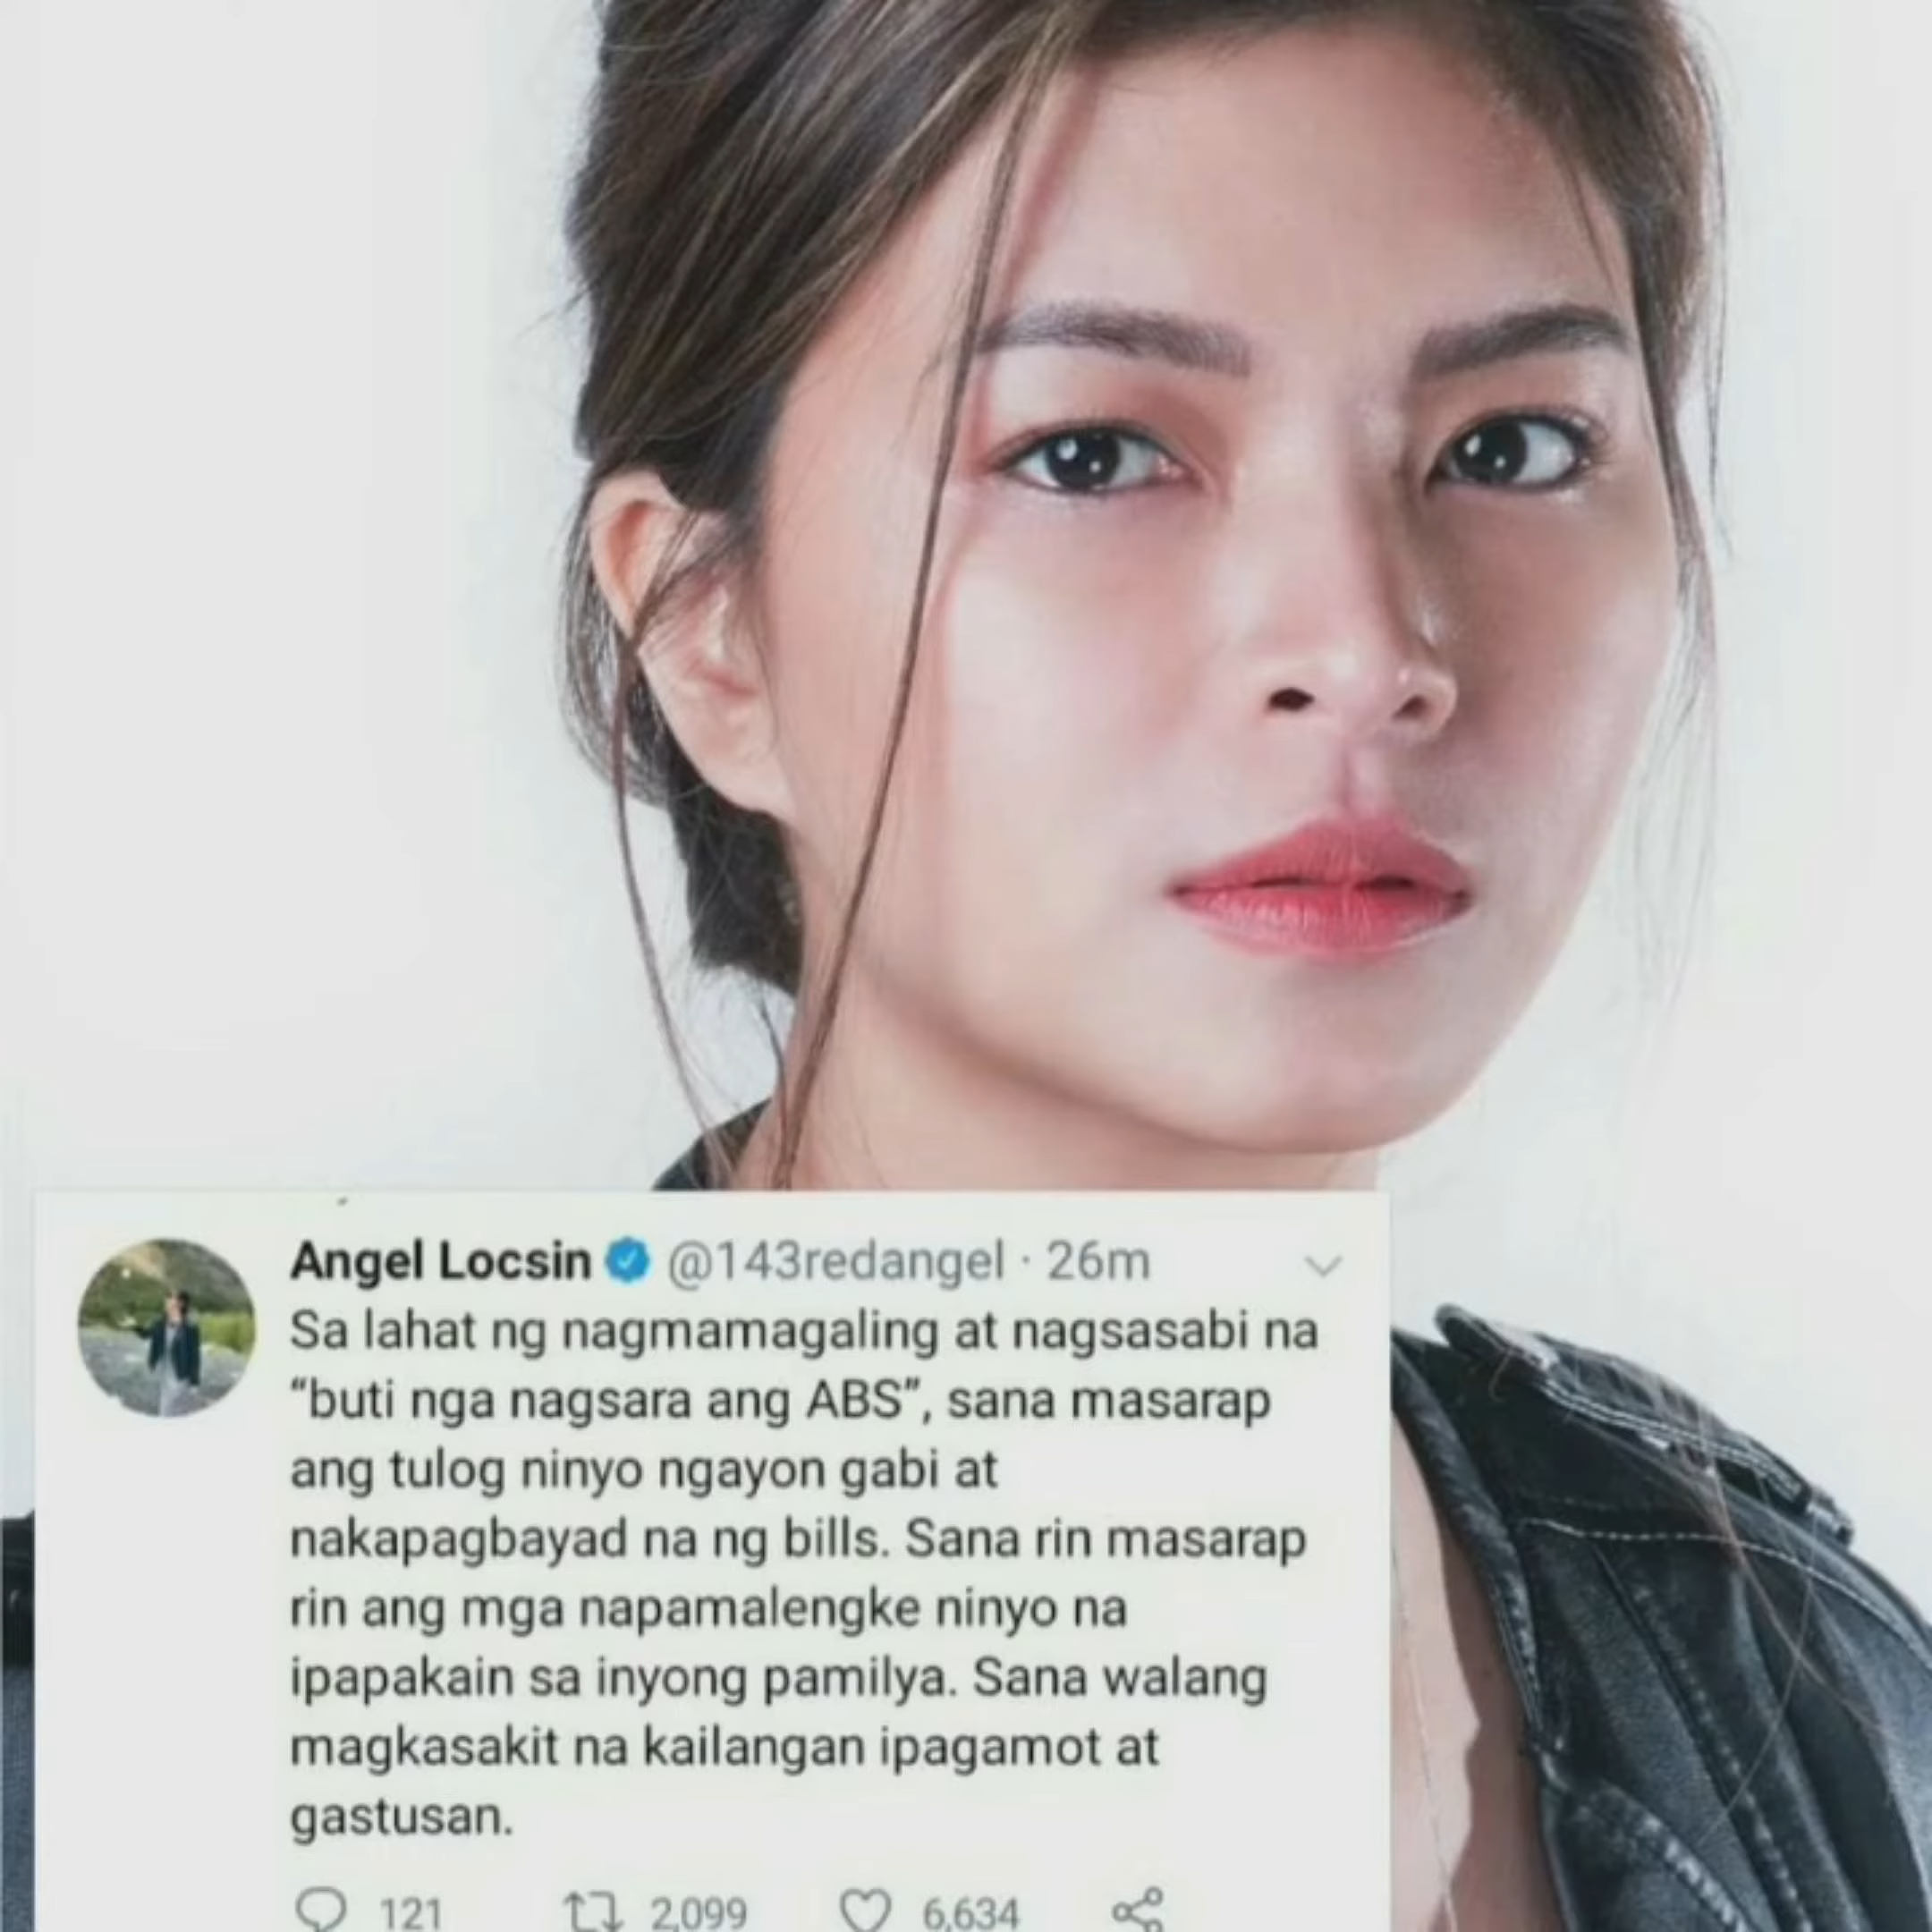 Angel Locsin @143redangel · 26m
Sa lahat ng nagmamagaling at nagsasabi na
“buti nga nagsara ang ABS”, sana masarap
ang tulog ninyo ngayon gabi at
nakapagbayad na ng bills. Sana rin masarap
rin ang mga napamalengke ninyo na
ipapakain sa inyong pamilya. Sana walang
magkasakit na kailangan ipagamot at
gastusan.
121 2,099 6,634